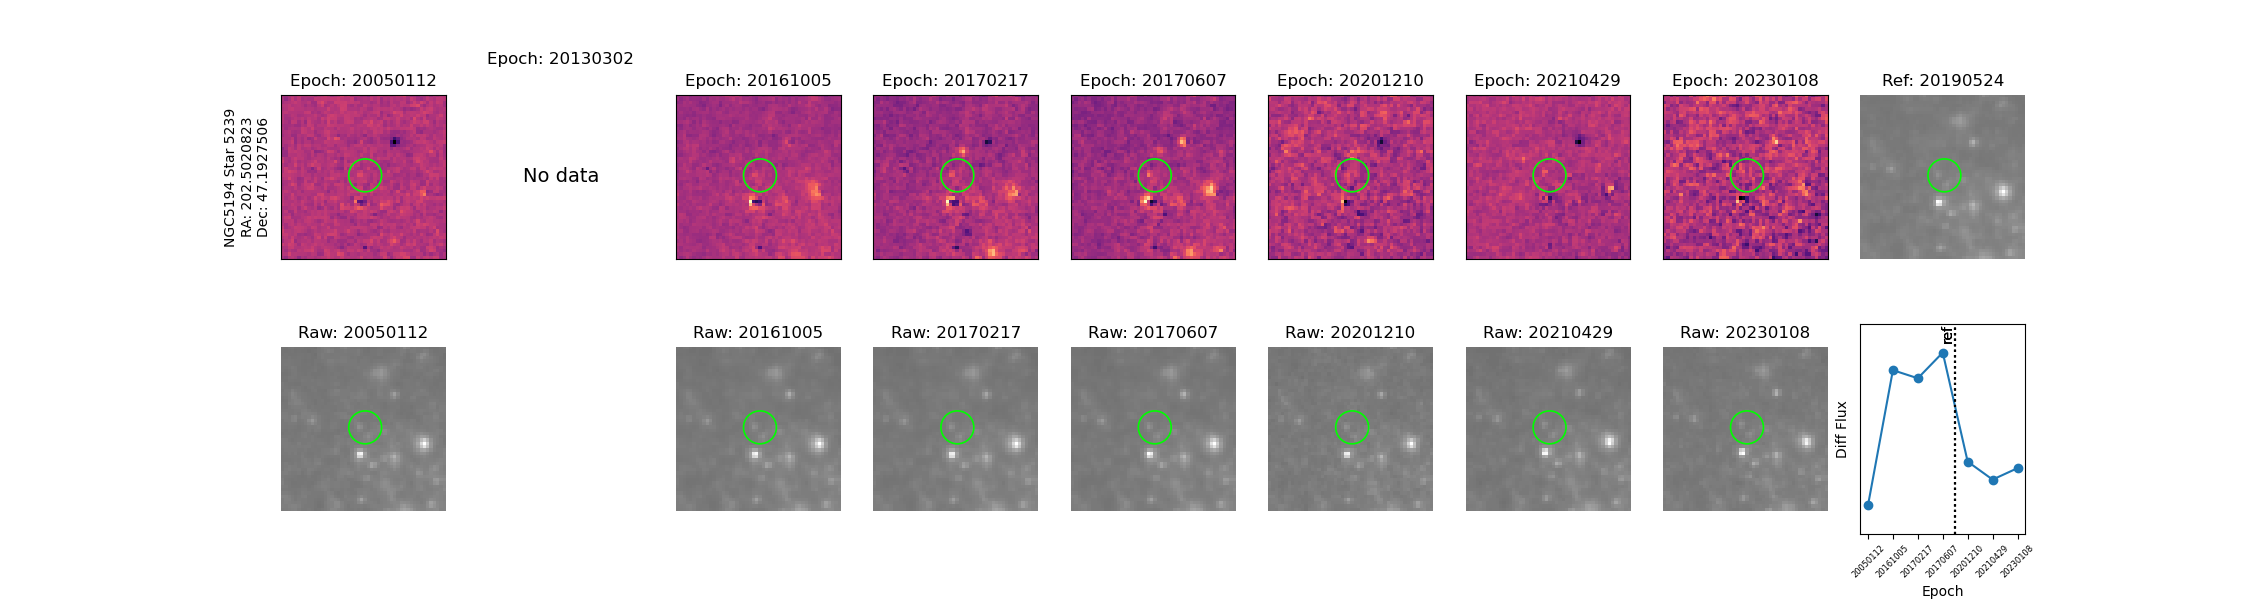 Epoch: 20130302
Epoch: 20050112
Epoch: 20161005
Epoch: 20170217
Epoch: 20170607
Epoch: 20201210
Epoch: 20210429
Epoch: 20230108
Ref: 20190524
NGC5194 Star 5239
RA: 202.5020823
Dec: 47.1927506
No data
Raw: 20050112
Raw: 20161005
Raw: 20170217
Raw: 20170607
Raw: 20201210
Raw: 20210429
Raw: 20230108
ref
Diff Flux
20050112
20161005
20170217
20170607
20201210
20210429
20230108
Epoch